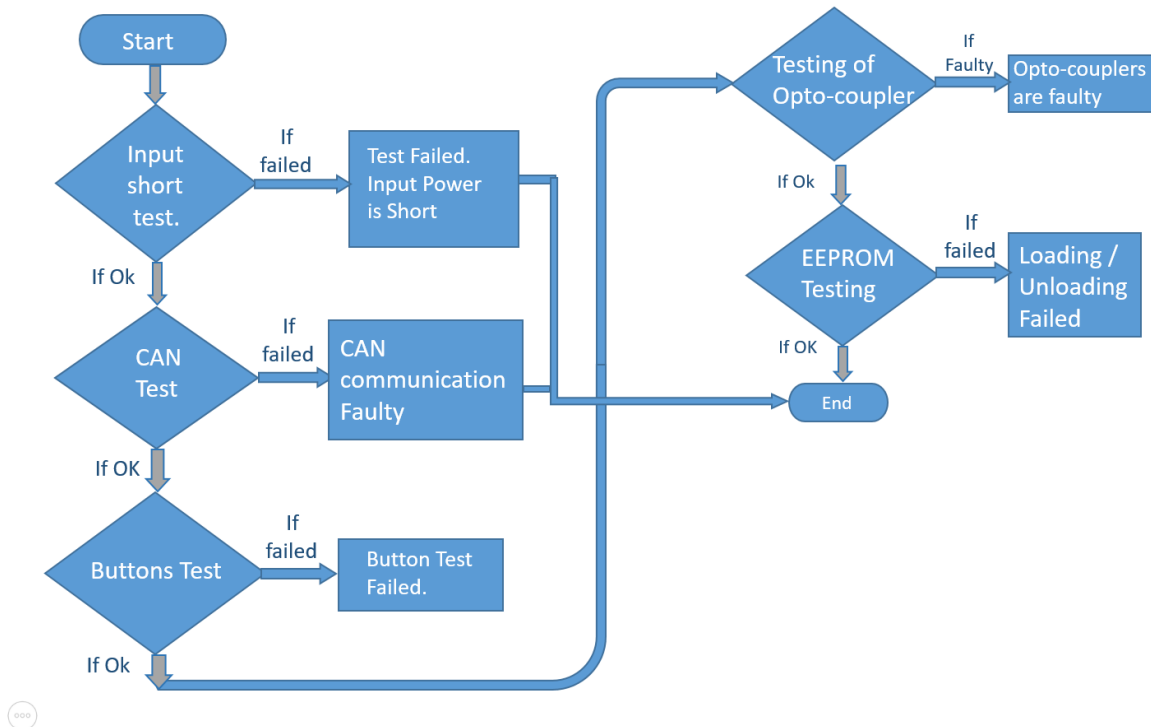 Start
Input
short
test.
If
failed
Test Failed.
Input Power
is Short
If Ok
CAN
Test
If
failed
CAN
communication
Faulty
If OK
Buttons Test
If
failed
Button Test
Failed.
If Ok
Testing of
Opto-coupler
If
Faulty
Opto-couplers
are faulty
If Ok
EEPROM
Testing
If
failed
Loading /
Unloading
Failed
If OK
End